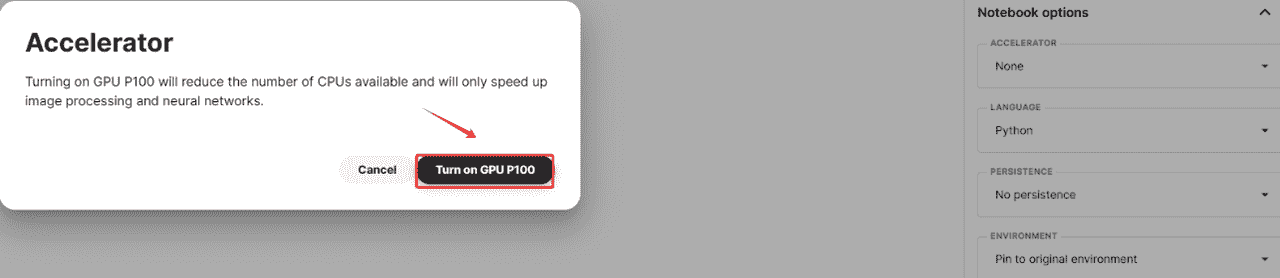 Accelerator
Turning on GPU P100 will reduce the number of CPUs available and will only speed up
image processing and neural networks.
Cancel
Turn on GPU P100
Notebook options
ACCELERATOR
None
LANGUAGE
Python
PERSISTENCE
No persistence
ENVIRONMENT
Pin to original environment